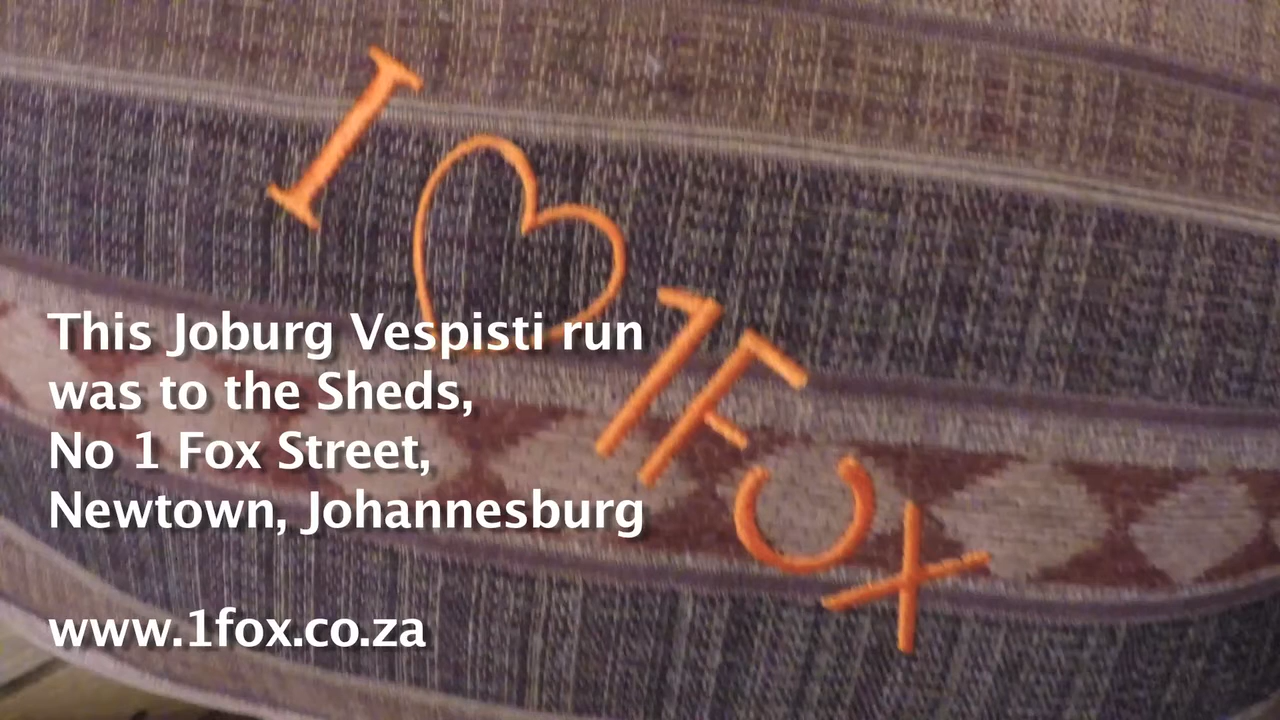 I ♡ 1FOX
This Joburg Vespisti run
was to the Sheds,
No 1 Fox Street,
Newtown, Johannesburg
www.1fox.co.za